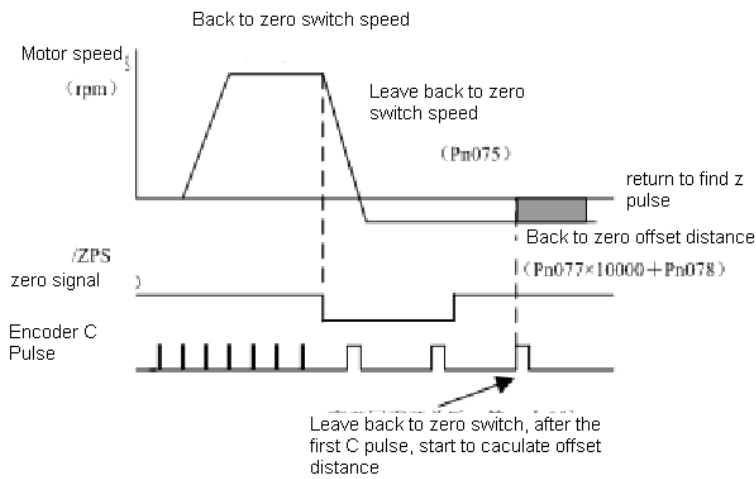 Back to zero switch speed
Motor speed
（rpm）
Leave back to zero
switch speed
（Pn075）
return to find z
pulse
Back to zero offset distance
（Pn077×10000＋Pn078）
/ZPS
zero signal
）
Encoder C
Pulse
Leave back to zero switch, after the
first C pulse, start to caculate offset
distance